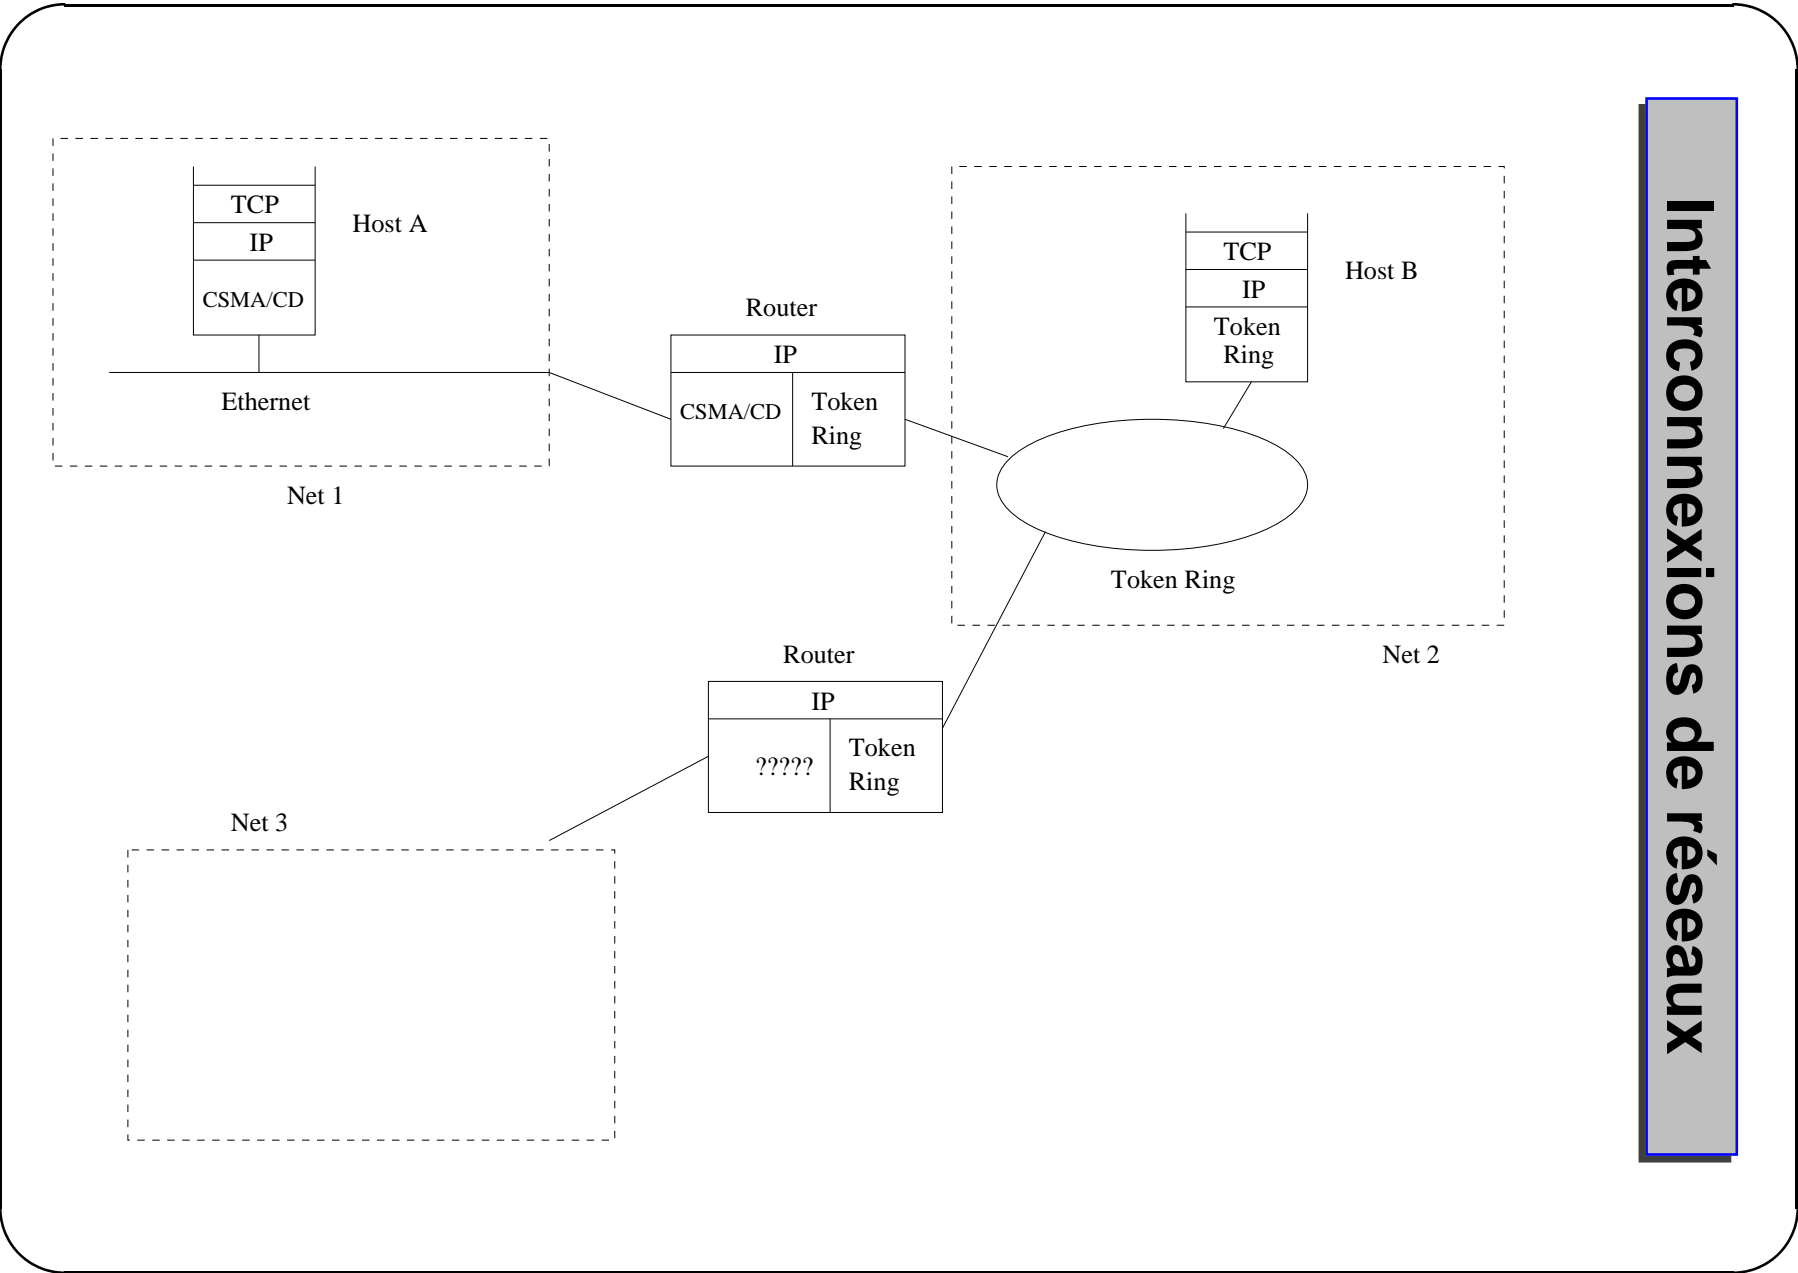 Interconnexions de réseaux
TCP
IP
CSMA/CD
Host A
Ethernet
Net 1
Router
IP
CSMA/CD
Token
Ring
TCP
IP
Token
Ring
Host B
Token Ring
Net 2
Router
IP
?????
Token
Ring
Net 3